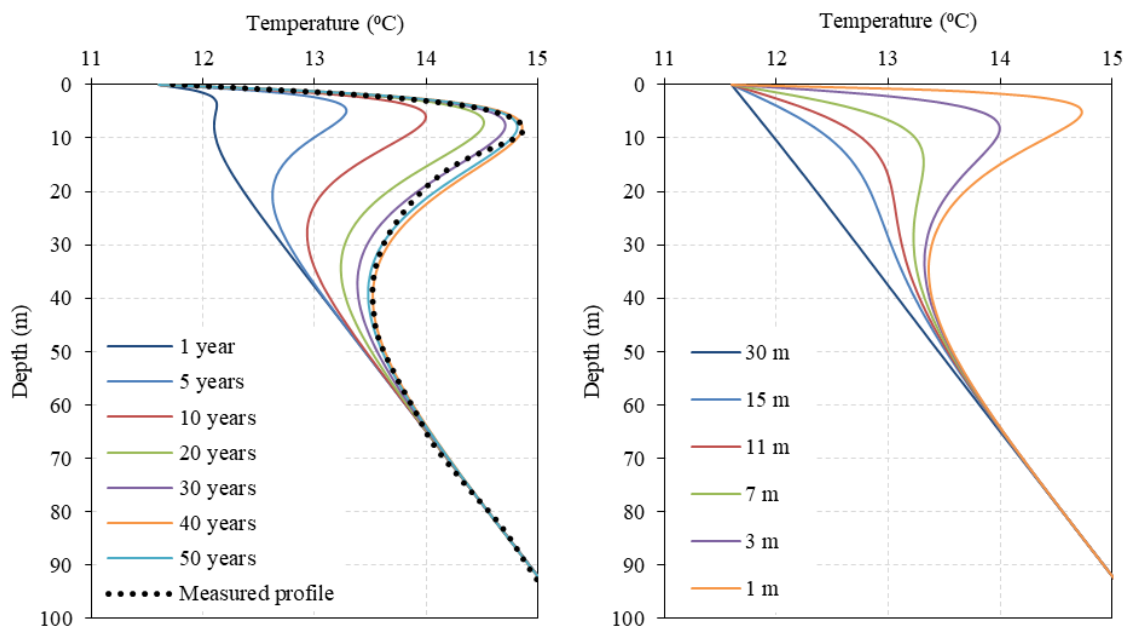 Temperature (⁰C)
11 12 13 14 15
0
10
20
30
40
50
60
70
80
90
100
Depth (m)
1 year
5 years
10 years
20 years
30 years
40 years
50 years
Measured profile
Temperature (⁰C)
11 12 13 14 15
0
10
20
30
40
50
60
70
80
90
100
Depth (m)
30 m
15 m
11 m
7 m
3 m
1 m